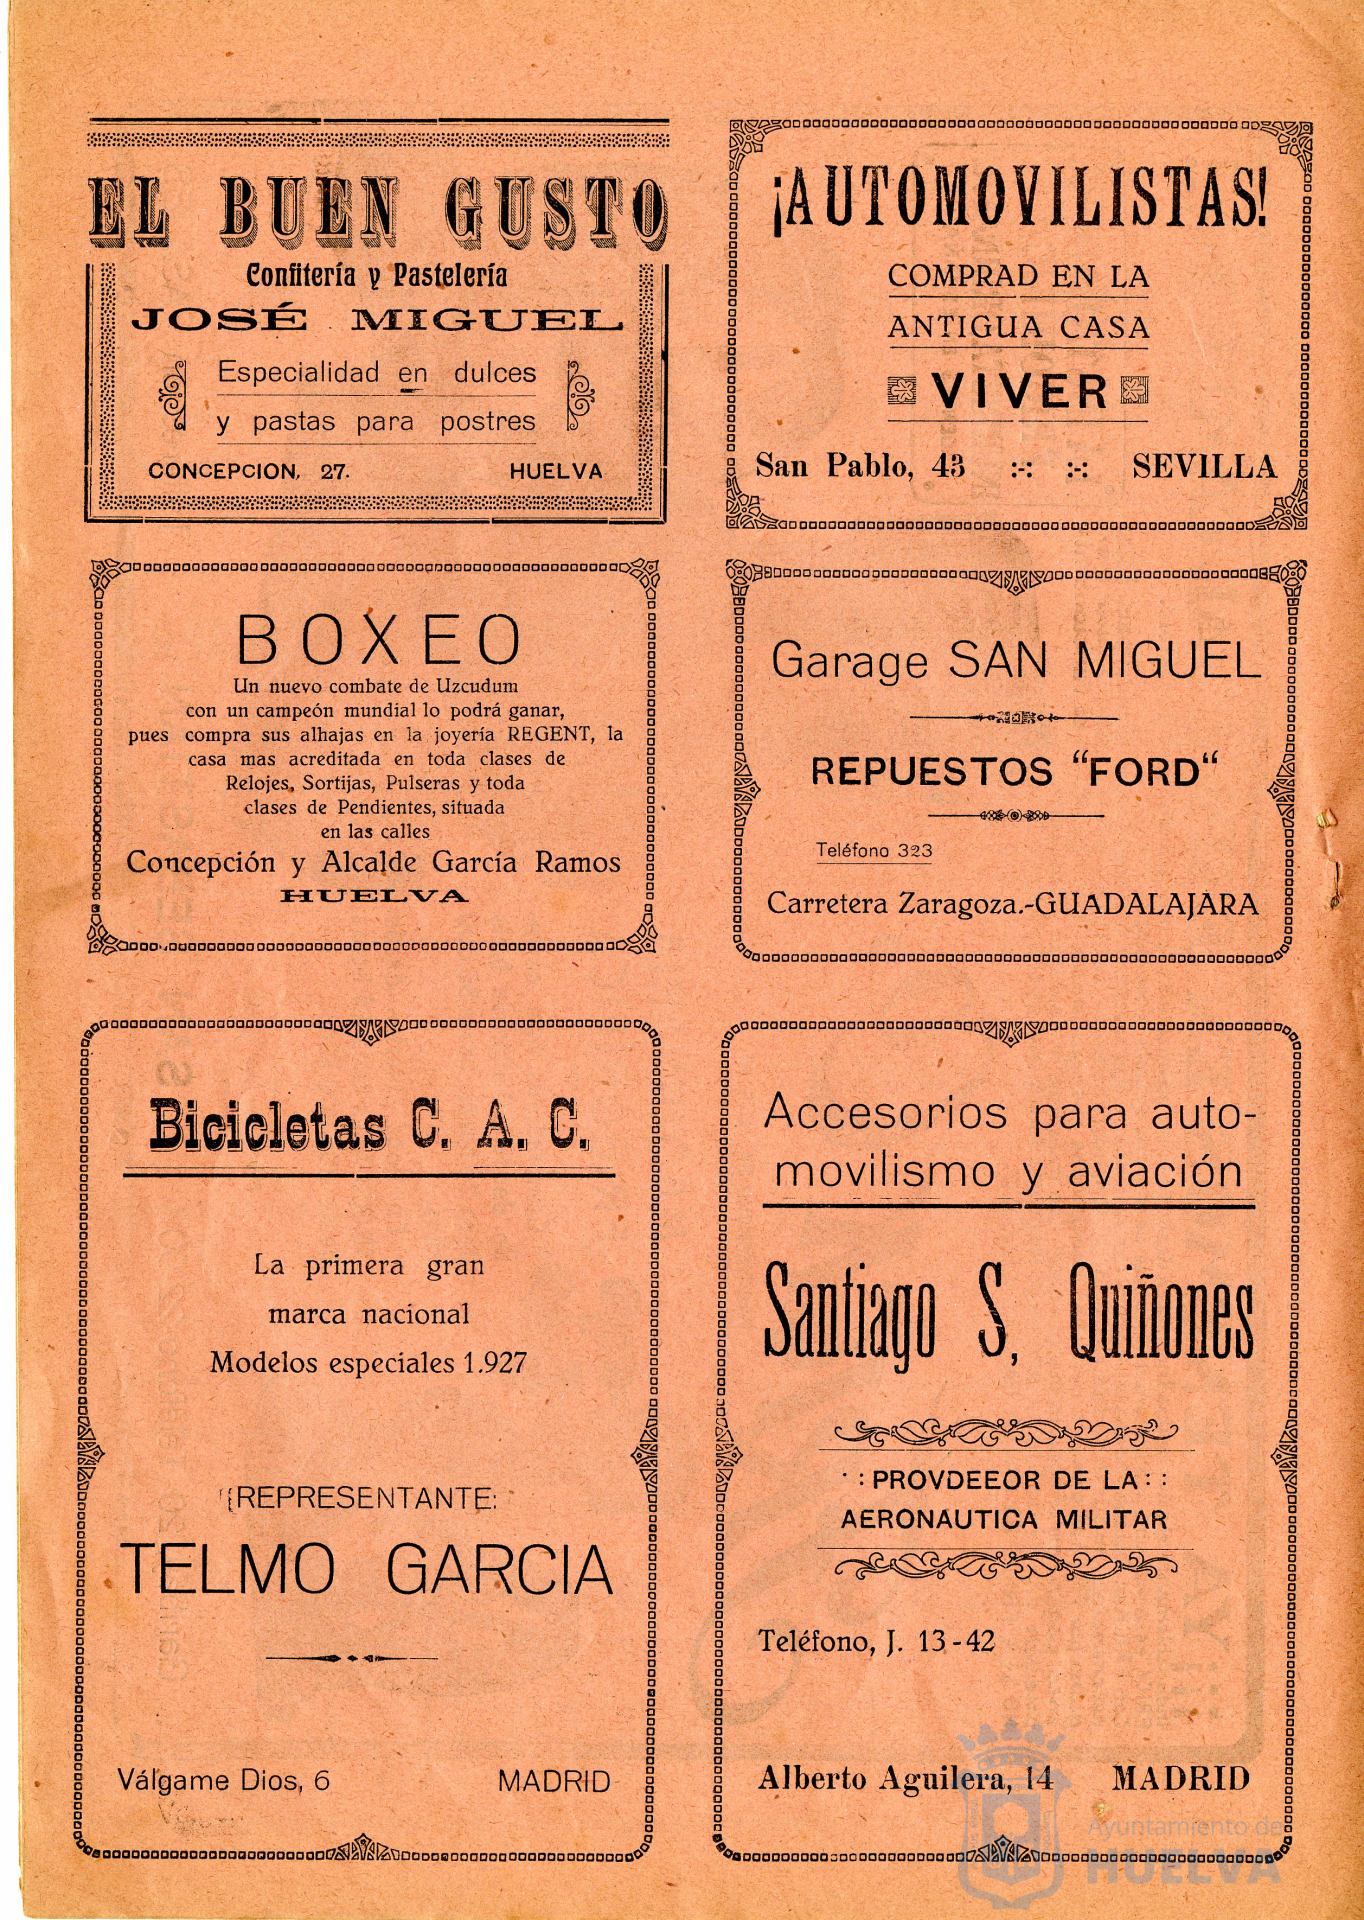 EL BUEN GUSTO
Confitería y Pastelería
JOSÉ MIGUEL
Especialidad en dulces
y pastas para postres
CONCEPCION, 27. HUELVA
¡AUTOMOVILISTAS!
COMPRAD EN LA
ANTIGUA CASA
VIVER
San Pablo, 43 :-: :-: SEVILLA
BOXEO
Un nuevo combate de Uzcudum
con un campeón mundial lo podrá ganar,
pues compra sus alhajas en la joyería REGENT, la
casa mas acreditada en toda clases de
Relojes, Sortijas, Pulseras y toda
clases de Pendientes, situada
en las calles
Concepción y Alcalde García Ramos
HUELVA
Garage SAN MIGUEL
REPUESTOS “FORD“
Teléfono 323
Carretera Zaragoza.-GUADALAJARA
Bicicletas C. A. C.
La primera gran
marca nacional
Modelos especiales 1.927
REPRESENTANTE:
TELMO GARCIA
Válgame Dios, 6 MADRID
Accesorios para auto-
movilismo y aviación
Santiago S, Quiñones
: : PROVDEEOR DE LA : :
AERONAUTICA MILITAR
Teléfono, J. 13-42
Alberto Aguilera, 14 MADRID
Ayuntamiento de
HUELVA